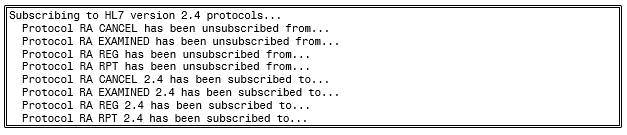 Subscribing to HL7 version 2.4 protocols...
Protocol RA CANCEL has been unsubscribed from...
Protocol RA EXAMINED has been unsubscribed from...
Protocol RA REG has been unsubscribed from...
Protocol RA RPT has been unsubscribed from...
Protocol RA CANCEL 2.4 has been subscribed to...
Protocol RA EXAMINED 2.4 has been subscribed to...
Protocol RA REG 2.4 has been subscribed to...
Protocol RA RPT 2.4 has been subscribed to...